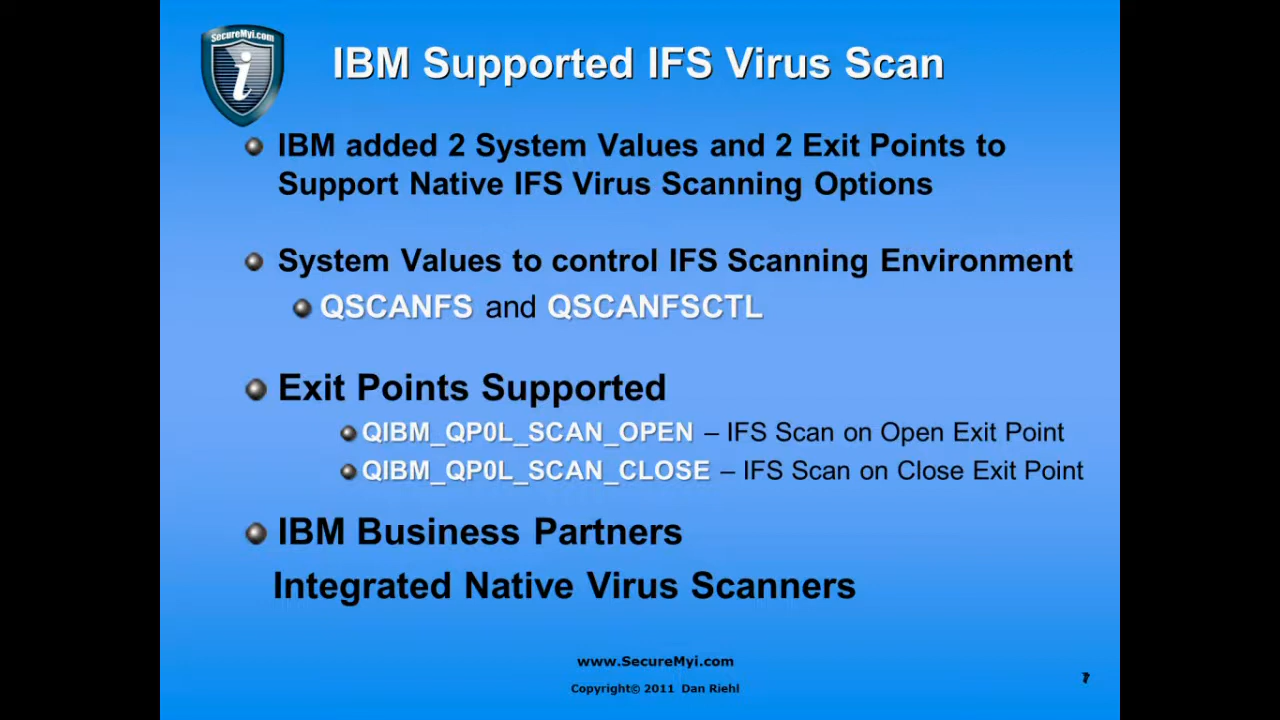 SecureMyi.com
i
IBM Supported IFS Virus Scan
IBM added 2 System Values and 2 Exit Points to
Support Native IFS Virus Scanning Options
System Values to control IFS Scanning Environment
QSCANFS and QSCANFSCTL
Exit Points Supported
QIBM_QP0L_SCAN_OPEN – IFS Scan on Open Exit Point
QIBM_QP0L_SCAN_CLOSE – IFS Scan on Close Exit Point
IBM Business Partners
Integrated Native Virus Scanners
www.SecureMyi.com
Copyright© 2011 Dan Riehl